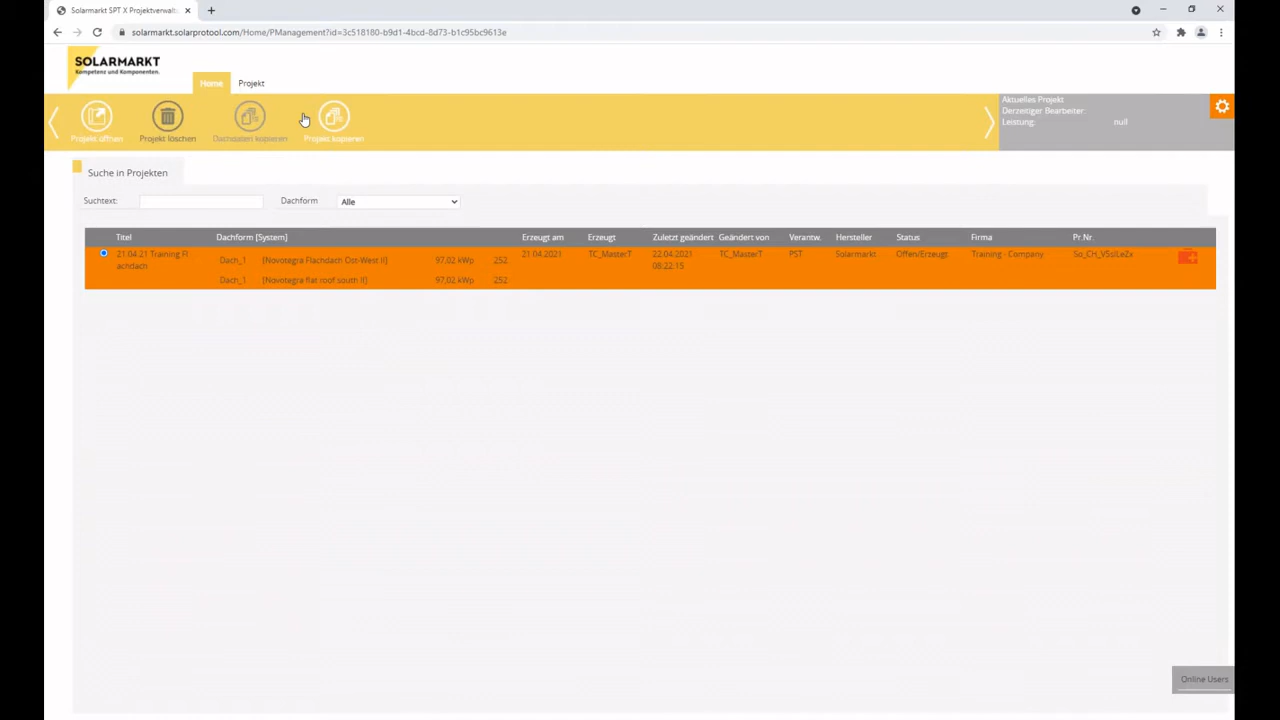 Solarmarkt SPT X Projektverwalt
solarmarkt.solarprotool.com/Home/PManagement?id=3c518180-b9d1-4bcd-8d73-b1c95bc9613e
SOLARMARKT
Kompetenz und Komponenten.
Home Projekt
Projekt öffnen Projekt löschen Dachdaten kopieren Projekt kopieren
Aktuelles Projekt
Derzeitiger Bearbeiter:
Leistung: null
Suche in Projekten
Suchtext: Dachform Alle
Titel Dachform [System] Erzeugt am Erzeugt Zuletzt geändert Geändert von Verantw. Hersteller Status Firma Pr.Nr.
21.04.21 Training Fl
achdach
Dach_1 [Novotegra Flachdach Ost-West II] 97,02 kWp 252
Dach_1 [Novotegra flat roof south II] 97,02 kWp 252
21.04.2021 TC_MasterT 22.04.2021
08:22:15
TC_MasterT PST Solarmarkt Offen/Erzeugt Training - Company
Online Users